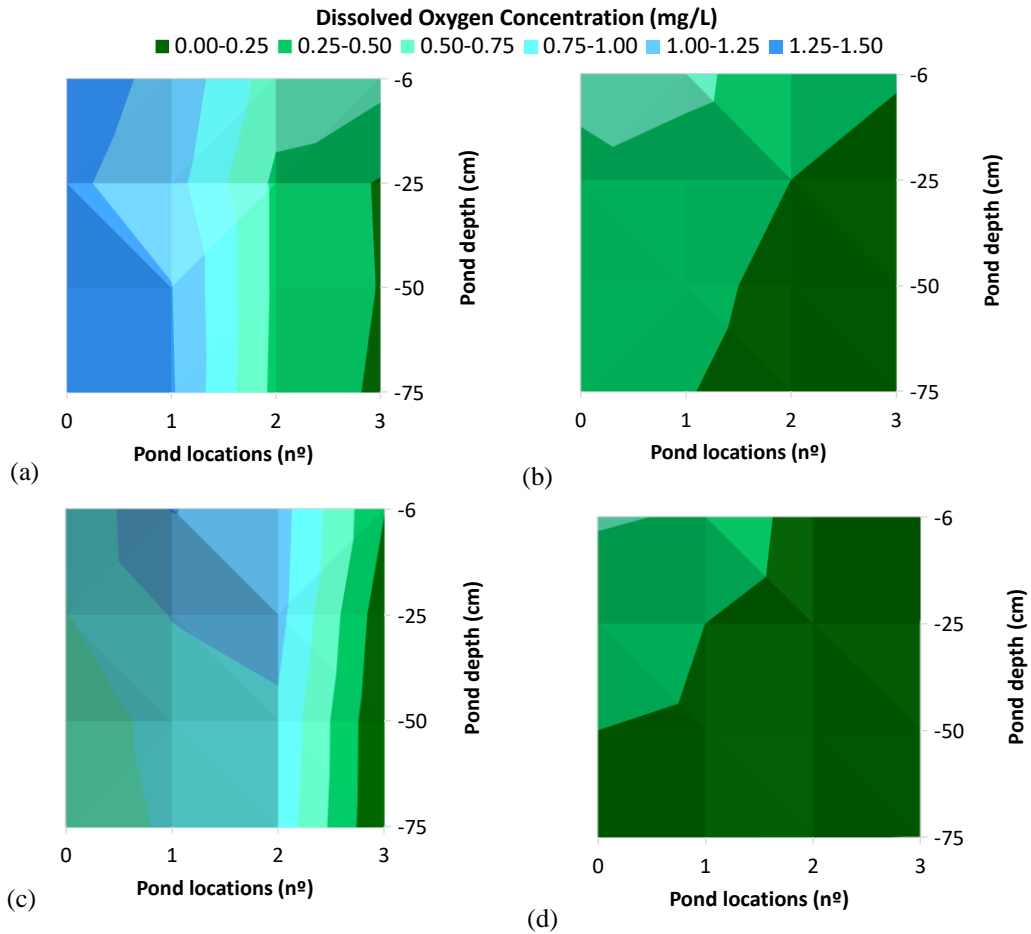 Dissolved Oxygen Concentration (mg/L)
0.00-0.25 0.25-0.50 0.50-0.75 0.75-1.00 1.00-1.25 1.25-1.50
-6
-25
-50
-75
Pond depth (cm)
0 1 2 3
Pond locations (nº)
(a)
-6
-25
-50
-75
Pond depth (cm)
0 1 2 3
Pond locations (nº)
(b)
-6
-25
-50
-75
Pond depth (cm)
0 1 2 3
Pond locations (nº)
(c)
-6
-25
-50
-75
Pond depth (cm)
0 1 2 3
Pond locations (nº)
(d)